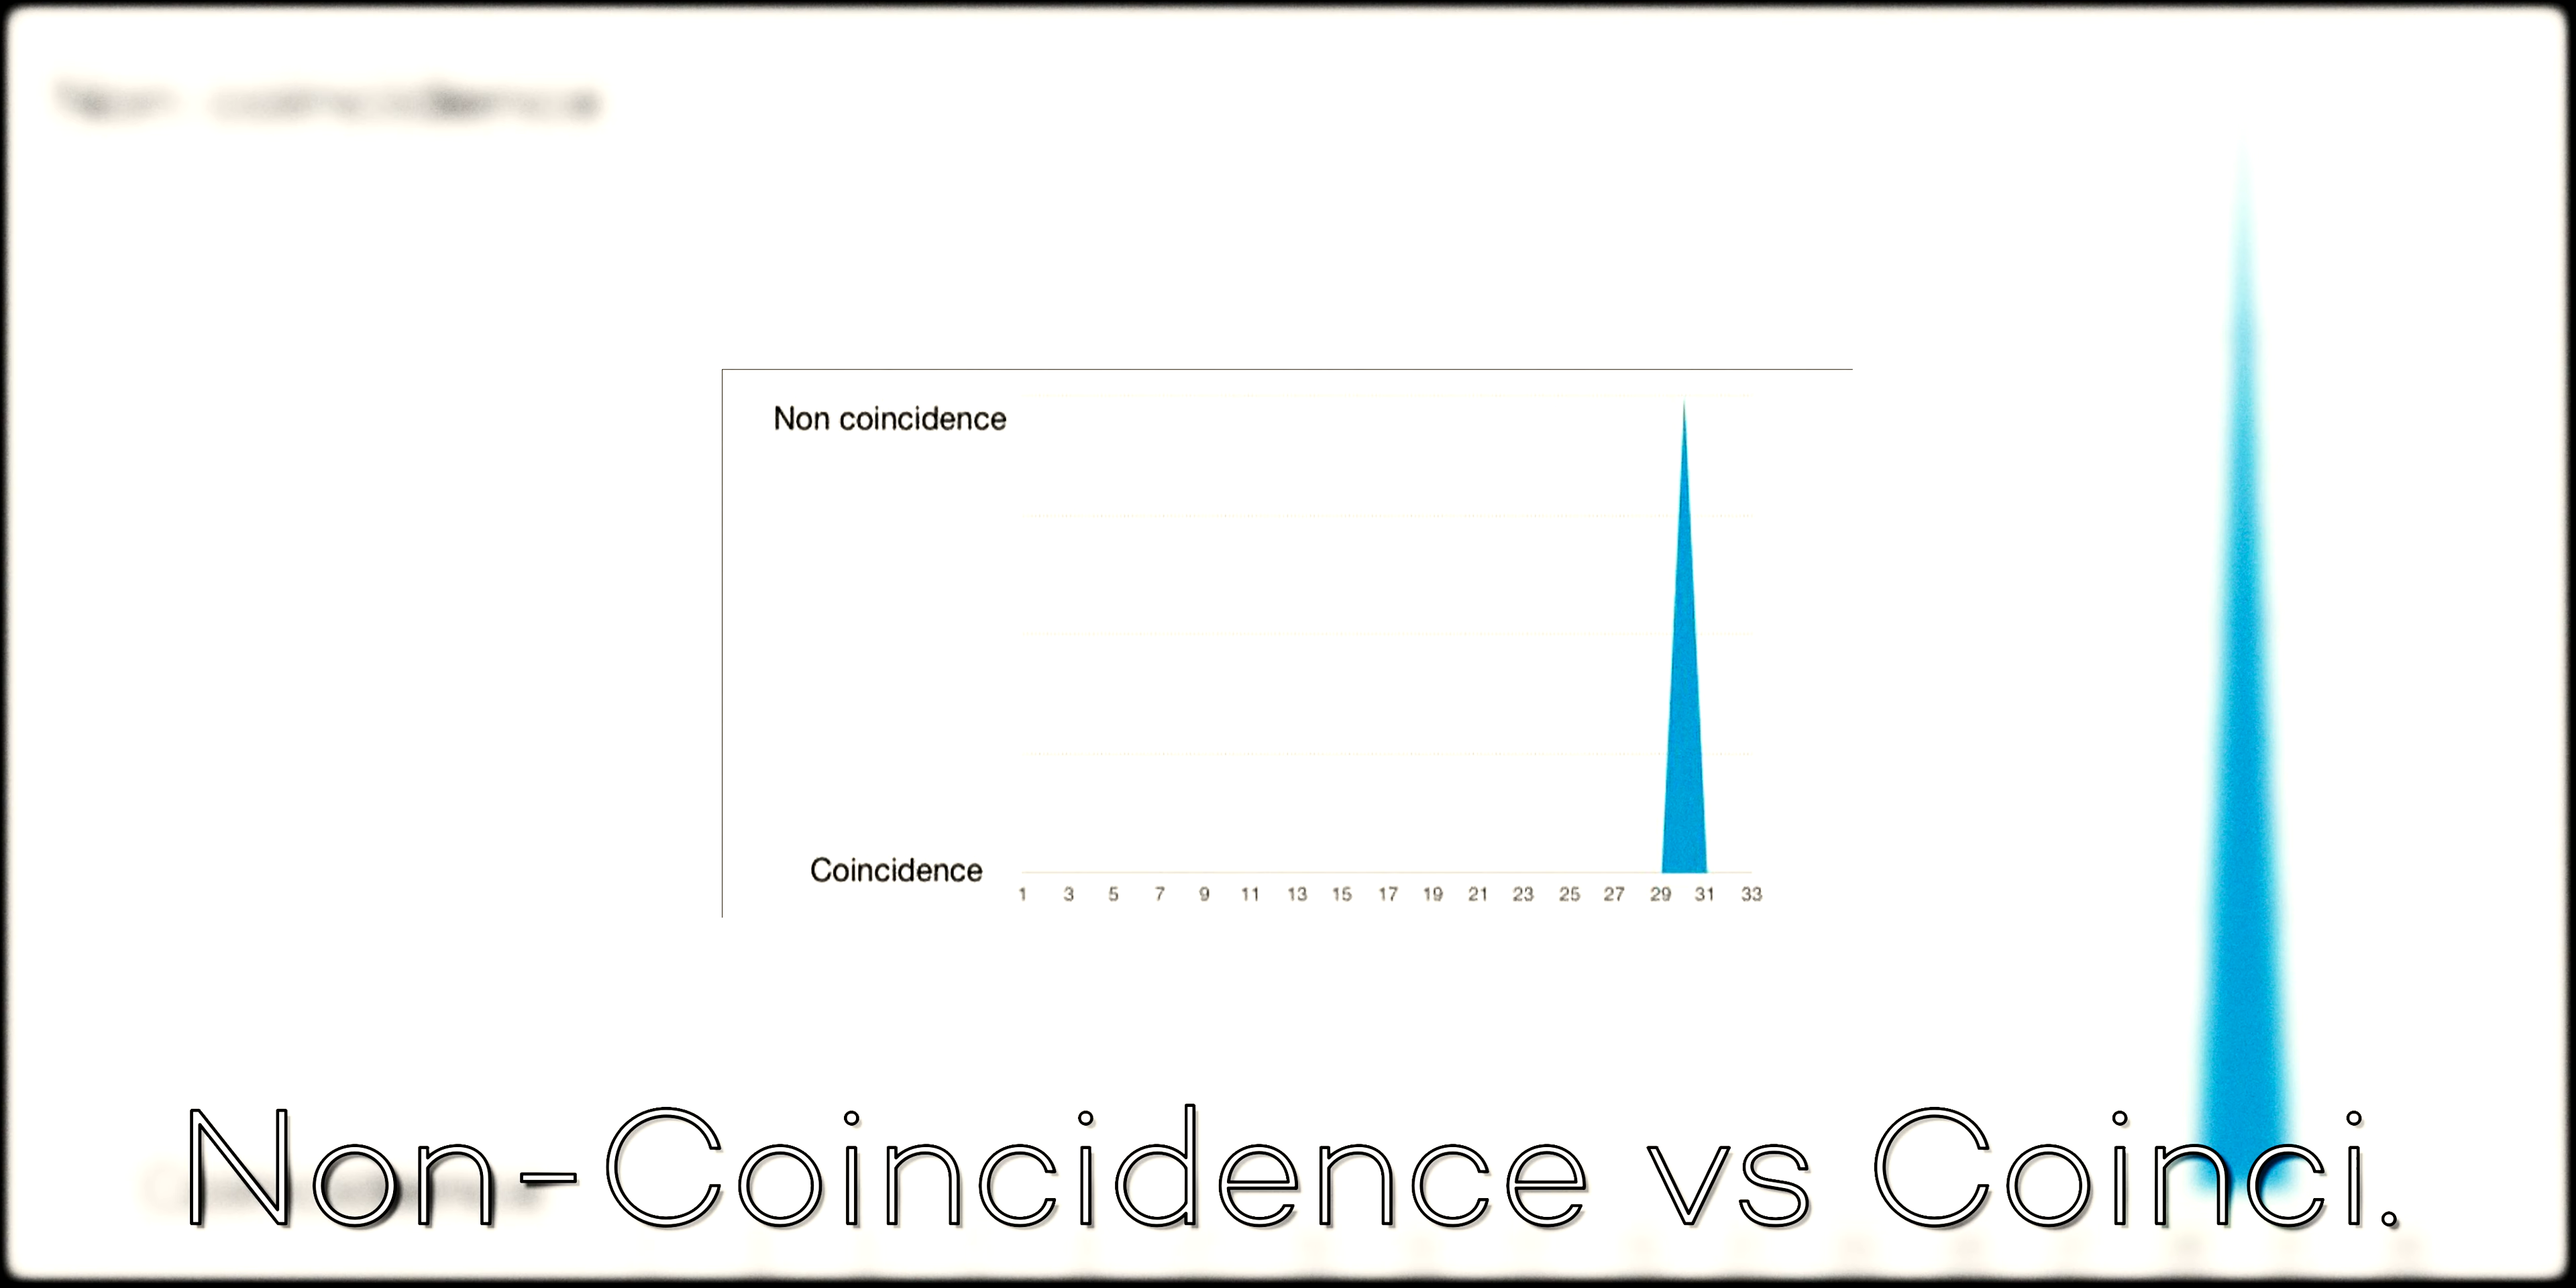 Non coincidence
Coincidence
1 3 5 7 9 11 13 15 17 19 21 23 25 27 29 31 33
Non-Coincidence vs Coinci.